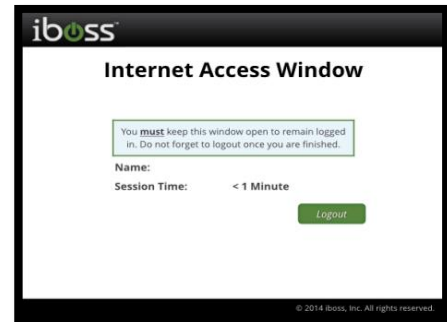 iboss
Internet Access Window
You must keep this window open to remain logged
in. Do not forget to logout once you are finished.
Name:
Session Time: < 1 Minute
Logout
© 2014 iboss, Inc. All rights reserved.